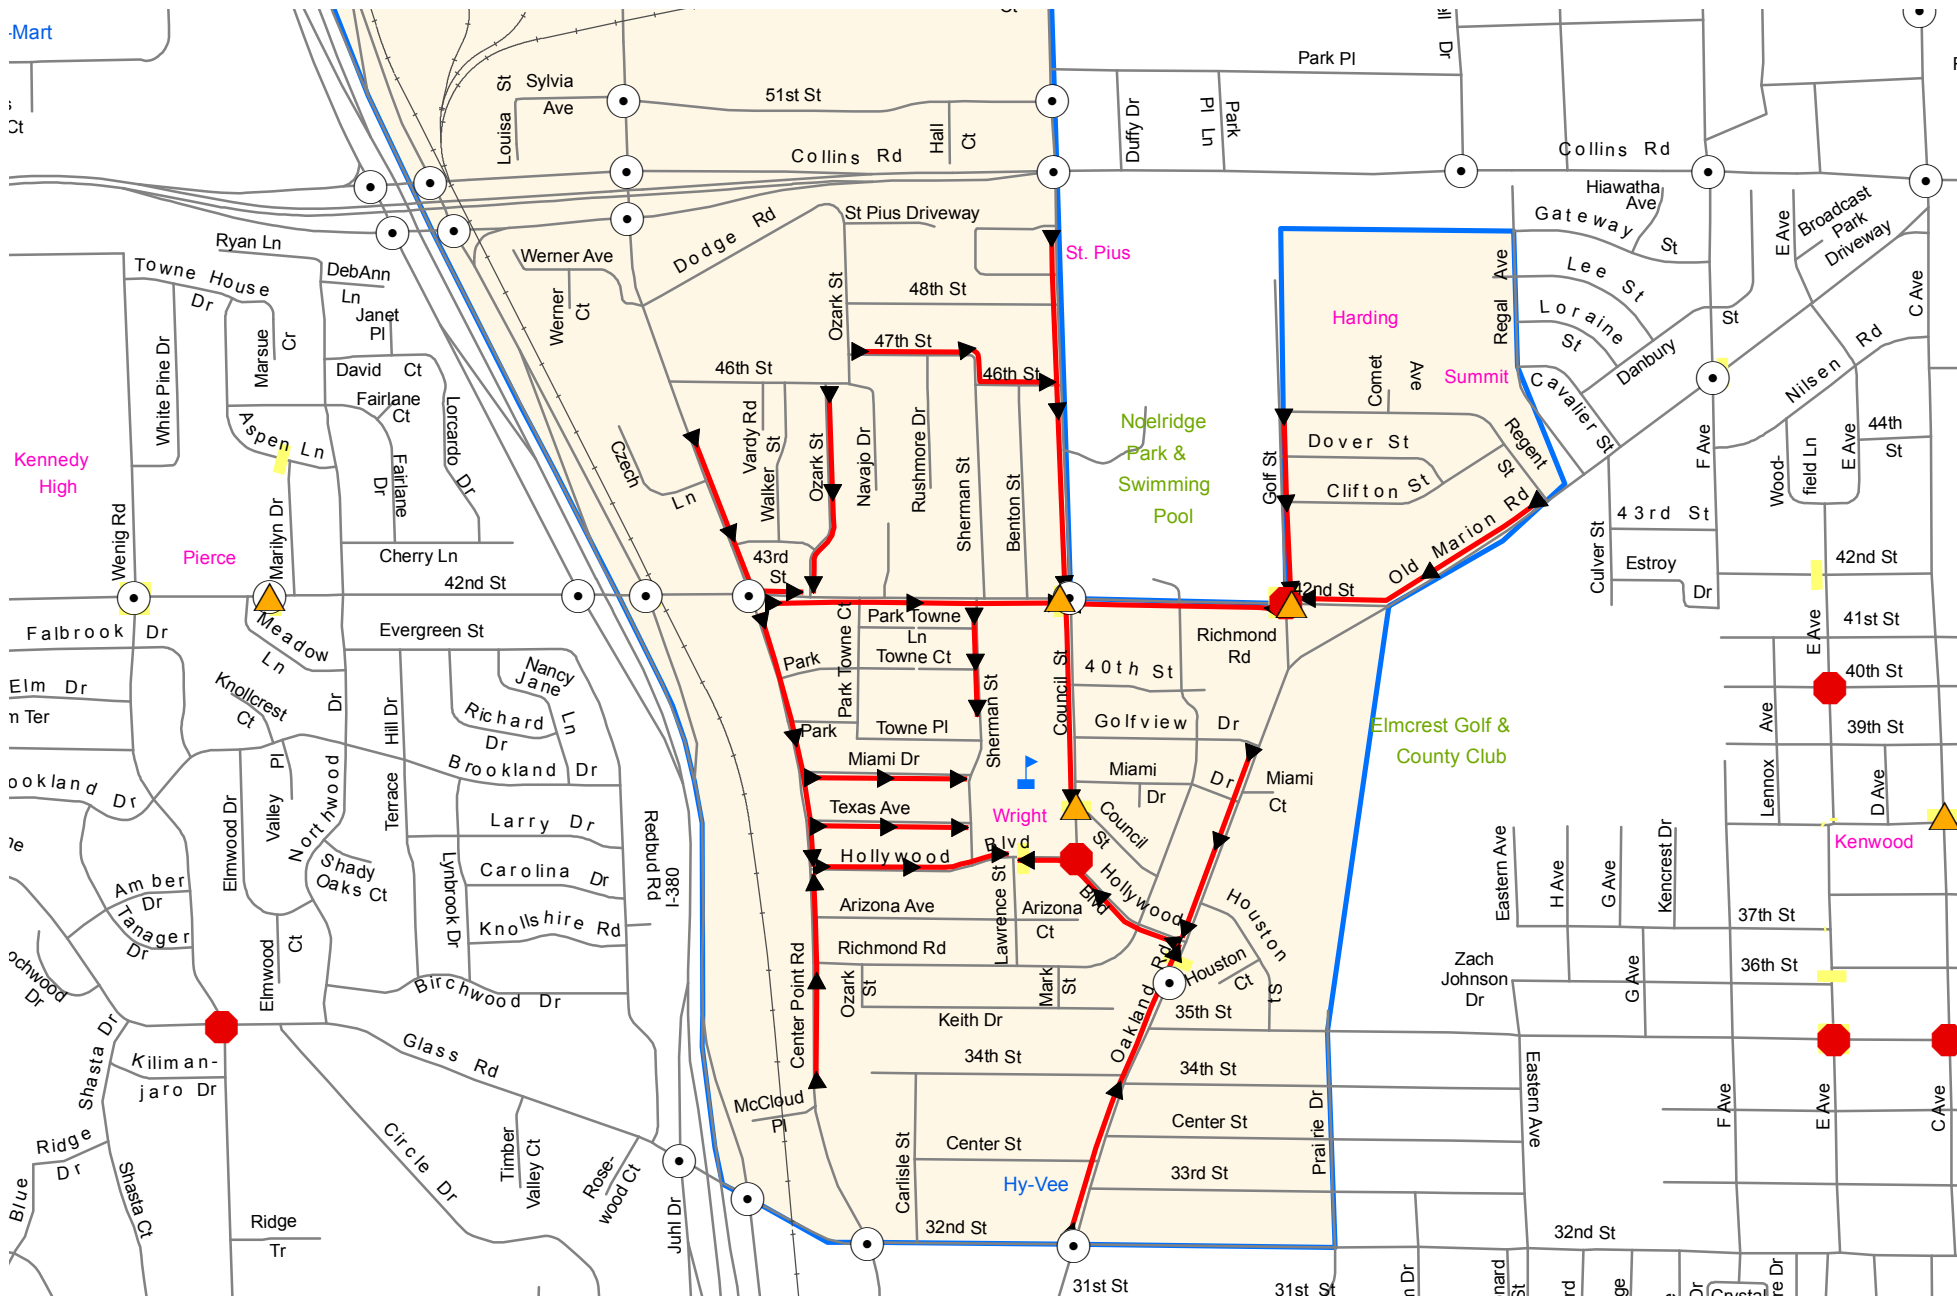 -Mart
Ct
St
Sylvia
Ave
Louisa St
51st St
Hall Ct
Collins Rd
Park Pl
Duffy Dr
Park Pl Ln
Dr
Collins Rd
Hiawatha
Ave
Gateway St
Lee St
Loraine St
Regal Ave
E Ave
Broadcast
Park
Driveway
C Ave
Ryan Ln
Towne House Dr
DebAnn
Ln
Janet
Pl
Marsue Cr
White Pine Dr
David Ct
Fairlane
Ct
Aspen Ln
Lorcardo Dr
Fairlane Dr
Kennedy
High
Wenig Rd
Pierce
Marilyn Dr
Cherry Ln
42nd St
Werner Ave
Werner Ct
Dodge Rd
St Pius Driveway
St. Pius
48th St
Ozark St
47th St
46th St
46th St
Vardy Rd
Walker St
Ozark St
Navajo Dr
Rushmore Dr
Sherman St
Benton St
Czech Ln
43rd
St
Noelridge
Park &
Swimming
Pool
Harding
Summit
Comet Ave
Dover St
Clifton St
Golf St
Regent St
Cavalier St
Danbury St
Old Marion Rd
42nd St
Nilsen Rd
F Ave
Wood-
field Ln
E Ave
44th
St
43rd St
Culver St
Estroy
Dr
42nd St
41st St
E Ave
40th St
39th St
Lennox Ave
D Ave
Kenwood
Falbrook Dr
Meadow Ln
Evergreen St
Elm Dr
m Ter
Knollcrest
Ct
Nancy
Jane Ln
Richard Dr
Hill Dr
Terrace
Northwood Dr
Brookland Dr
ookland Dr
Valley Pl
Elmwood Dr
Larry Dr
Shady
Oaks Ct
Carolina Dr
Lynbrook Dr
Knollshire Rd
Redbud Rd
I-380
Amber
Dr
Tanager
Dr
Elmwood Ct
Birchwood Dr
ochwood
Dr
Shasta Dr
Kiliman-
jaro Dr
Glass Rd
Circle Dr
Ridge
Dr
Blue
Shasta Ct
Ridge
Tr
Timber
Valley Ct
Rose-
wood Ct
Juhl Dr
Park Towne
Ln
Towne Ct
Park
Park Towne Ct
Park
Towne Pl
Sherman St
Miami Dr
Texas Ave
Hollywood Blvd
Wright
Council St
40th St
Golfview Dr
Richmond
Rd
Miami
Dr
Dr
Miami
Ct
Council
St
Hollywood
Blvd
Elmcrest Golf &
County Club
Arizona Ave
Lawrence St
Arizona
Ct
Richmond Rd
Ozark St
Mark St
Keith Dr
Center Point Rd
Houston St
Houston
Ct
Oakland Rd
35th St
34th St
34th St
McCloud
Pl
Carlisle St
Center St
Center St
33rd St
Prairie Dr
Hy-Vee
32nd St
31st St
31st St
Eastern Ave
H Ave
G Ave
Kencrest Dr
37th St
36th St
Zach
Johnson
Dr
G Ave
Eastern Ave
F Ave
E Ave
C Ave
32nd St
Crystal